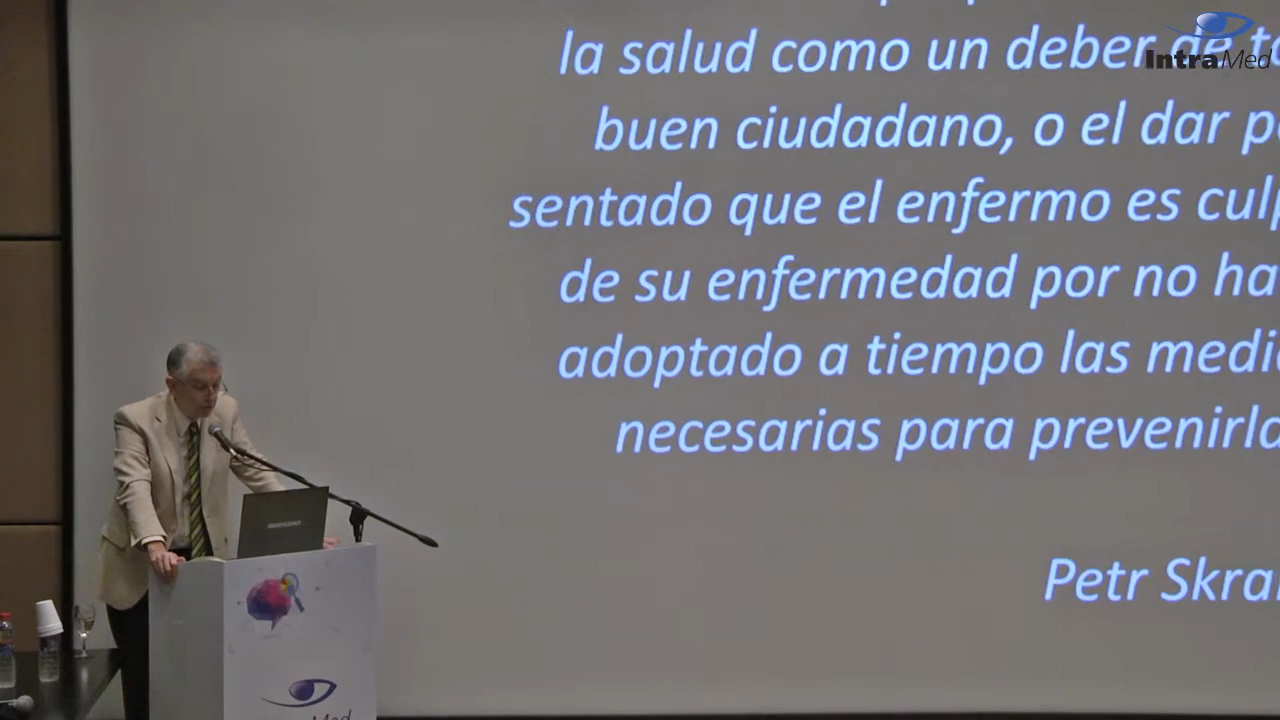 la salud como un deber de
buen ciudadano, o el dar
sentado que el enfermo es
de su enfermedad por no
adoptado a tiempo las
necesarias para
Petr
IntraMed